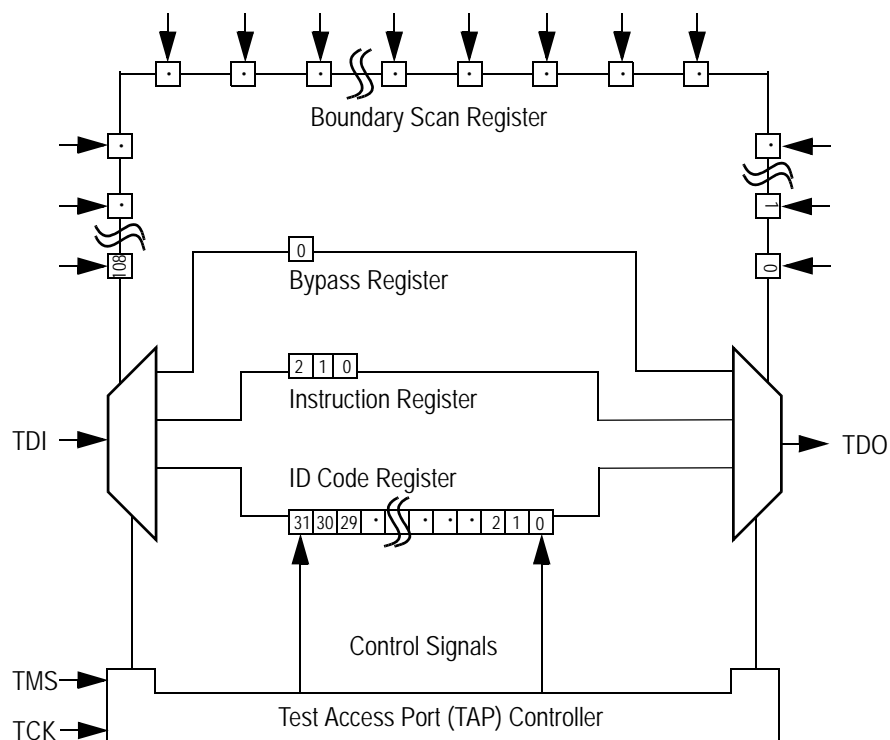 · · · · · · · ·
Boundary Scan Register
· ·
· 1
108 0
0
Bypass Register
2 1 0
Instruction Register
TDI TDO
ID Code Register
31 30 29 · · · · 2 1 0
Control Signals
TMS
Test Access Port (TAP) Controller
TCK